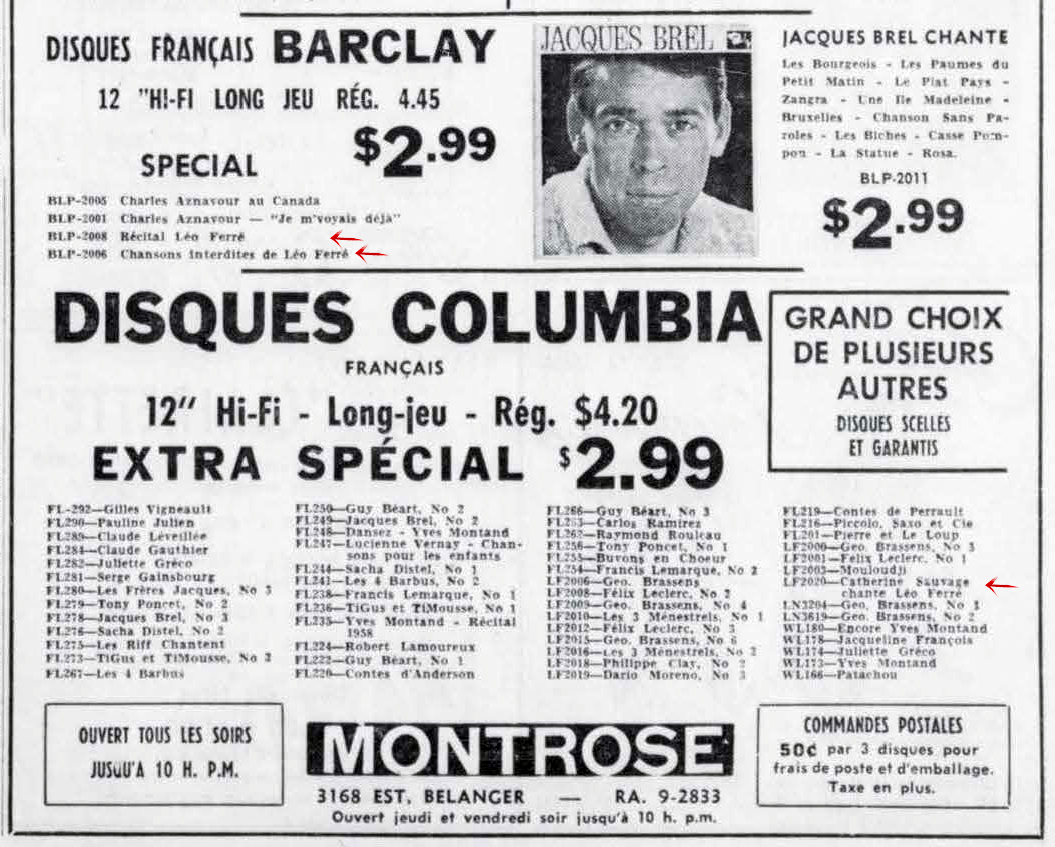 DISQUES FRANÇAIS BARCLAY
12 "HI-FI LONG JEU RÉG. 4.45
SPECIAL $2.99
BLP-2005 Charles Aznavour au Canada
BLP-2001 Charles Aznavour — "Je m'voyais déjà"
BLP-2008 Récital Léo Ferré
BLP-2006 Chansons interdites de Léo Ferré
JACQUES BREL
JACQUES BREL CHANTE
Les Bourgeois - Les Paumes du
Petit Matin - Le Plat Pays -
Zangra - Une Ile Madeleine -
Bruxelles - Chanson Sans Pa-
roles - Les Biches - Casse Pom-
pon - La Statue - Rosa.
BLP-2011
$2.99
DISQUES COLUMBIA
FRANÇAIS
12" Hi-Fi - Long-jeu - Rég. $4.20
EXTRA SPÉCIAL $2.99
GRAND CHOIX
DE PLUSIEURS
AUTRES
DISQUES SCELLES
ET GARANTIS
FL-292—Gilles Vigneault
FL290—Pauline Julien
FL289—Claude Léveillée
FL284—Claude Gauthier
FL282—Juliette Gréco
FL281—Serge Gainsbourg
FL280—Les Frères Jacques, No 3
FL279—Tony Poncet, No 2
FL278—Jacques Brel, No 3
FL276—Sacha Distel, No 2
FL275—Les Riff Chantent
FL273—TiGus et TiMousse, No 2
FL267—Les 4 Barbus
FL250—Guy Béart, No 2
FL249—Jacques Brel, No 2
FL248—Dansez - Yves Montand
FL247—Lucienne Vernay - Chan-
sons pour les enfants
FL244—Sacha Distel, No 1
FL241—Les 4 Barbus, No 2
FL238—Francis Lemarque, No 1
FL236—TiGus et TiMousse, No 1
FL235—Yves Montand - Récital
1958
FL224—Robert Lamoureux
FL222—Guy Béart, No 1
FL220—Contes d'Anderson
FL266—Guy Béart, No 3
FL263—Carlos Ramirez
FL262—Raymond Rouleau
FL256—Tony Poncet, No 1
FL255—Buvons en Choeur
FL254—Francis Lemarque, No 2
LF2006—Geo. Brassens
LF2008—Félix Leclerc, No 2
LF2009—Geo. Brassens, No 4
LF2010—Les 3 Ménestrels, No 1
LF2012—Félix Leclerc, No 3
LF2015—Geo. Brassens, No 6
LF2016—Les 3 Ménestrels, No 2
LF2018—Philippe Clay, No 2
LF2019—Dario Moreno, No 3
FL219—Contes de Perrault
FL216—Piccolo, Saxo et Cie
FL201—Pierre et Le Loup
LF2000—Geo. Brassens, No 3
LF2001—Felix Leclerc, No 1
LF2003—Mouloudji
LF2020—Catherine Sauvage
chante Léo Ferré
LN3204—Geo. Brassens, No 1
LN3619—Geo. Brassens, No 2
WL180—Encore Yves Montand
WL178—Jacqueline François
WL174—Juliette Gréco
WL173—Yves Montand
WL166—Patachou
OUVERT TOUS LES SOIRS
JUSQU'A 10 H. P.M.
MONTROSE
3168 EST, BELANGER — RA. 9-2833
Ouvert jeudi et vendredi soir jusqu'à 10 h. p.m.
COMMANDES POSTALES
50¢ par 3 disques pour
frais de poste et d'emballage.
Taxe en plus.